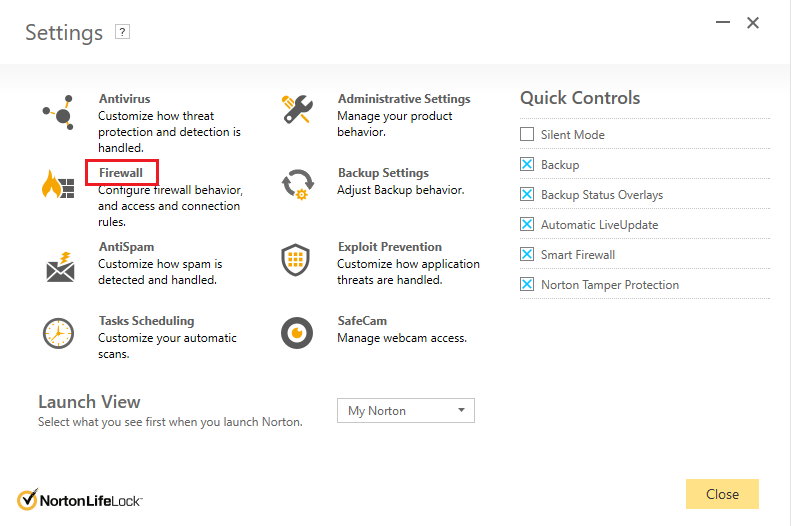 Settings ?
Antivirus
Customize how threat
protection and detection is
handled.
Firewall
Configure firewall behavior,
and access and connection
rules.
AntiSpam
Customize how spam is
detected and handled.
Tasks Scheduling
Customize your automatic
scans.
Administrative Settings
Manage your product
behavior.
Backup Settings
Adjust Backup behavior.
Exploit Prevention
Customize how application
threats are handled.
SafeCam
Manage webcam access.
Quick Controls
Silent Mode
Backup
Backup Status Overlays
Automatic LiveUpdate
Smart Firewall
Norton Tamper Protection
Launch View
Select what you see first when you launch Norton.
My Norton
NortonLifeLock
Close